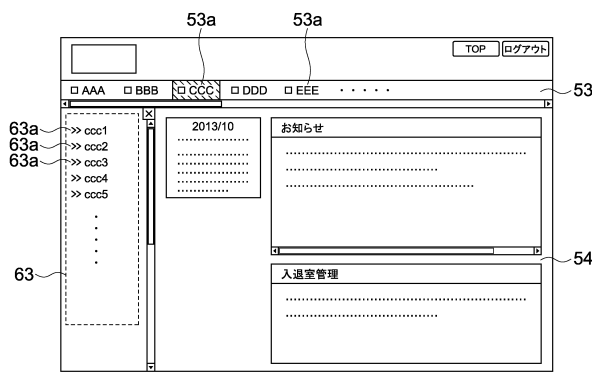 53a 53a
TOP ログアウト
□ AAA □ BBB □ CCC □ DDD □ EEE ・・・・・ 53
63a >> ccc1
63a >> ccc2
63a >> ccc3
>> ccc4
>> ccc5
63
2013/10
お知らせ
54
入退室管理